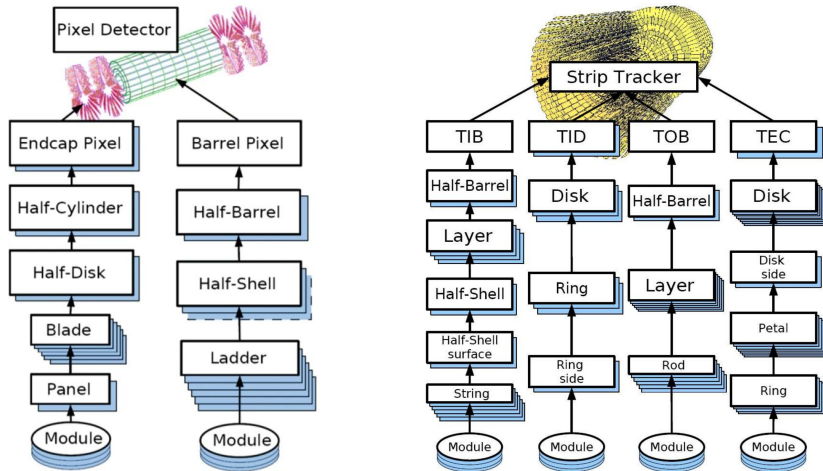 Pixel Detector
Endcap Pixel
Barrel Pixel
Half-Cylinder
Half-Barrel
Half-Disk
Half-Shell
Blade
Ladder
Panel
Module
Module
Strip Tracker
TIB
TID
TOB
TEC
Half-Barrel
Disk
Half-Barrel
Disk
Layer
Disk
side
Half-Shell
Ring
Layer
Petal
Half-Shell
surface
Ring
side
Rod
String
Ring
Module
Module
Module
Module